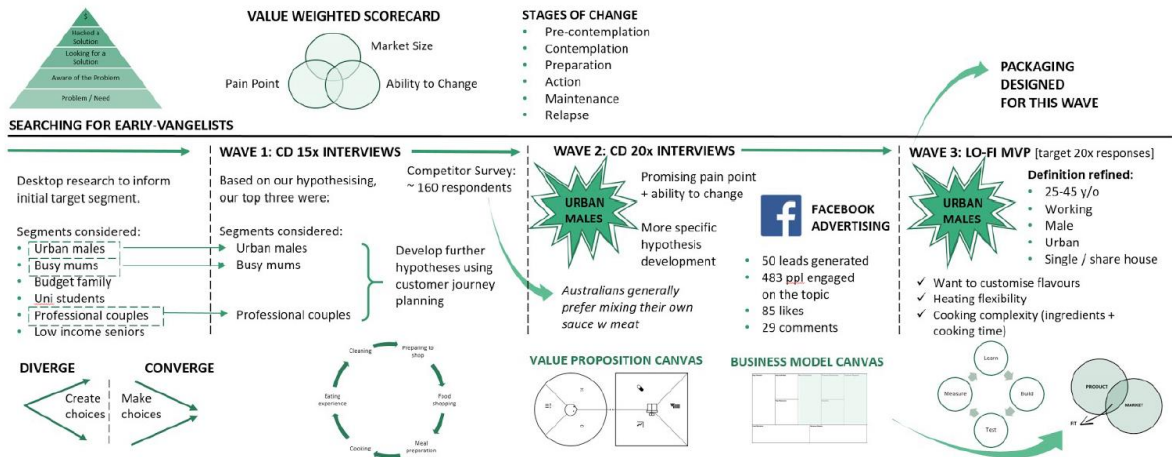 $
Hacked a
Solution
Looking for a
Solution
Aware of the Problem
Problem / Need
VALUE WEIGHTED SCORECARD
Market Size
Pain Point
Ability to Change
STAGES OF CHANGE
• Pre-contemplation
• Contemplation
• Preparation
• Action
• Maintenance
• Relapse
PACKAGING
DESIGNED
FOR THIS WAVE
SEARCHING FOR EARLY-VANGELISTS
Desktop research to inform
initial target segment.
Segments considered:
• Urban males
• Busy mums
• Budget family
• Uni students
• Professional couples
• Low income seniors
WAVE 1: CD 15x INTERVIEWS
Based on our hypothesising,
our top three were:
Segments considered:
Urban males
Busy mums
Professional couples
Competitor Survey:
~ 160 respondents
Develop further
hypotheses using
customer journey
planning
WAVE 2: CD 20x INTERVIEWS
URBAN
MALES
Promising pain point
+ ability to change
More specific
hypothesis
development
Australians generally
prefer mixing their own
sauce w meat
f
FACEBOOK
ADVERTISING
• 50 leads generated
• 483 ppl engaged
on the topic
• 85 likes
• 29 comments
WAVE 3: LO-FI MVP [target 20x responses]
URBAN
MALES
Definition refined:
• 25-45 y/o
• Working
• Male
• Urban
• Single / share house
✓ Want to customise flavours
✓ Heating flexibility
✓ Cooking complexity (ingredients +
cooking time)
DIVERGE
CONVERGE
Create
choices
Make
choices
Cleaning
Preparing to
shop
Food
shopping
Meal
preparation
Cooking
Eating
experience
VALUE PROPOSITION CANVAS
BUSINESS MODEL CANVAS
Learn
Build
Test
Measure
PRODUCT
MARKET
FIT